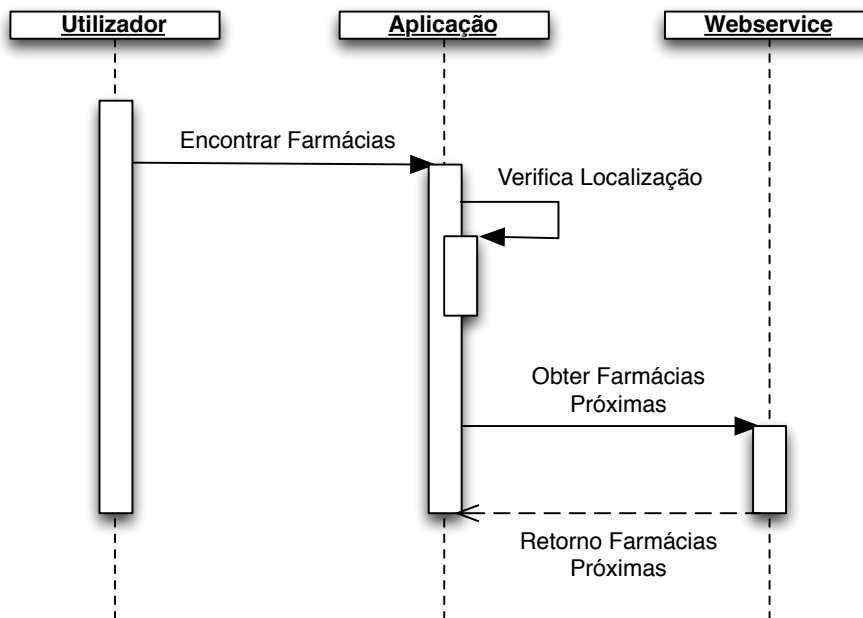 Utilizador
Aplicação
Webservice
Encontrar Farmácias
Verifica Localização
Obter Farmácias
Próximas
Retorno Farmácias
Próximas